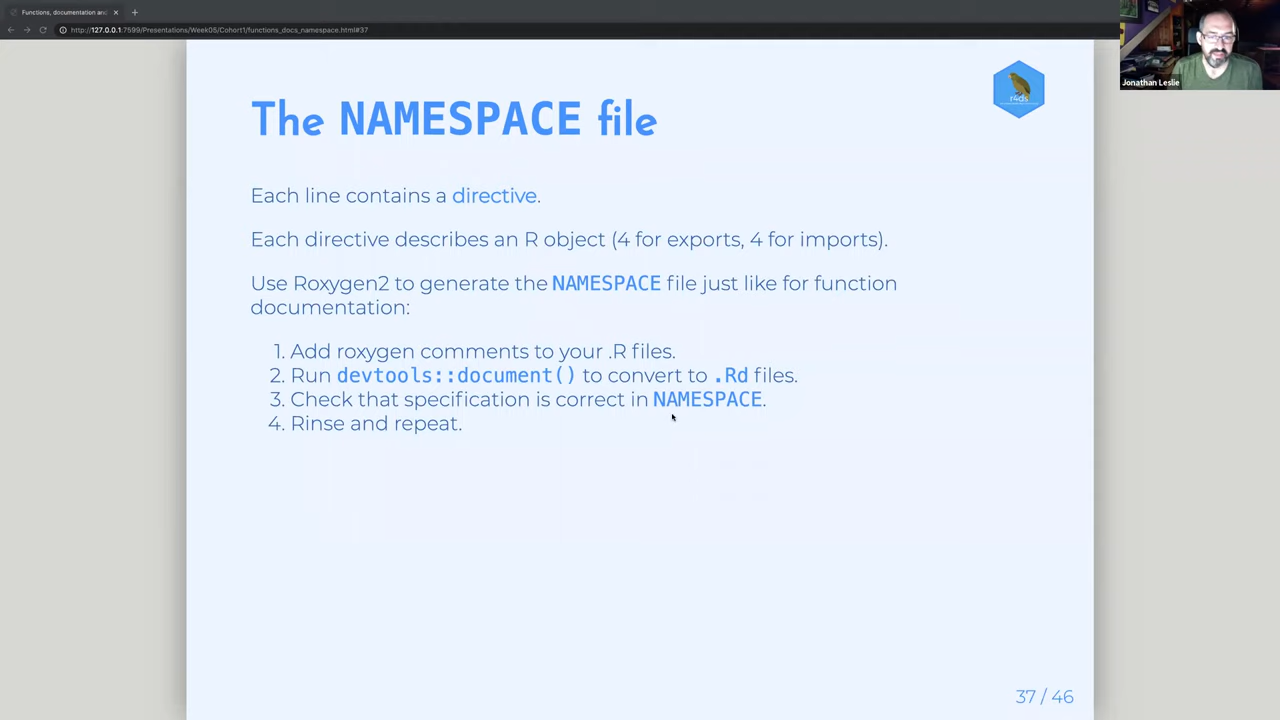 Functions, documentation and
http://127.0.0.1:7599/Presentations/Week05/Cohort1/functions_docs_namespace.html#37
Jonathan Leslie
r4ds
The NAMESPACE file
Each line contains a directive.
Each directive describes an R object (4 for exports, 4 for imports).
Use Roxygen2 to generate the NAMESPACE file just like for function
documentation:
1. Add roxygen comments to your .R files.
2. Run devtools::document() to convert to .Rd files.
3. Check that specification is correct in NAMESPACE.
4. Rinse and repeat.
37 / 46